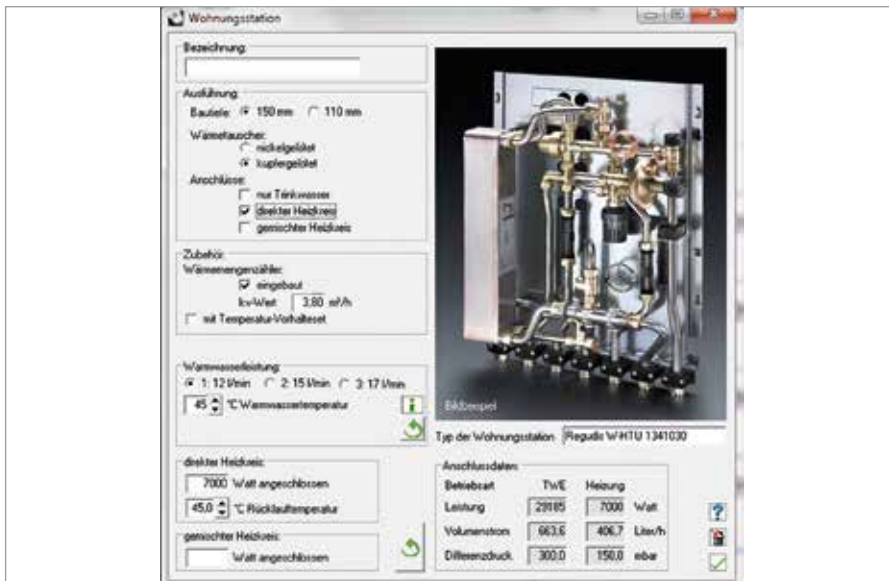 Wohnungsstation
Bezeichnung:
Ausführung:
Bauteile: 150 mm 110 mm
Wärmetauscher:
nickelgelötet
kupfergelötet
Anschlüsse:
nur Trinkwasser
direkter Heizkreis
gemischter Heizkreis
Zubehör:
Wärmemengenzähler:
eingebaut
kv-Wert 3,80 m³/h
mit Temperatur-Vorhalteset
Warmwasserleistung:
1: 12 l/min 2: 15 l/min 3: 17 l/min
45 °C Warmwassertemperatur
direkter Heizkreis:
7000 Watt angeschlossen
45,0 °C Rücklauftemperatur
gemischter Heizkreis:
Watt angeschlossen
Bildbeispiel
Typ der Wohnungsstation Regudis W-HTU 1341030
Anschlussdaten:
Betriebsart TWE Heizung
Leistung 29185 7000 Watt
Volumenstrom 663,6 406,7 Liter/h
Differenzdruck 300,0 150,0 mbar